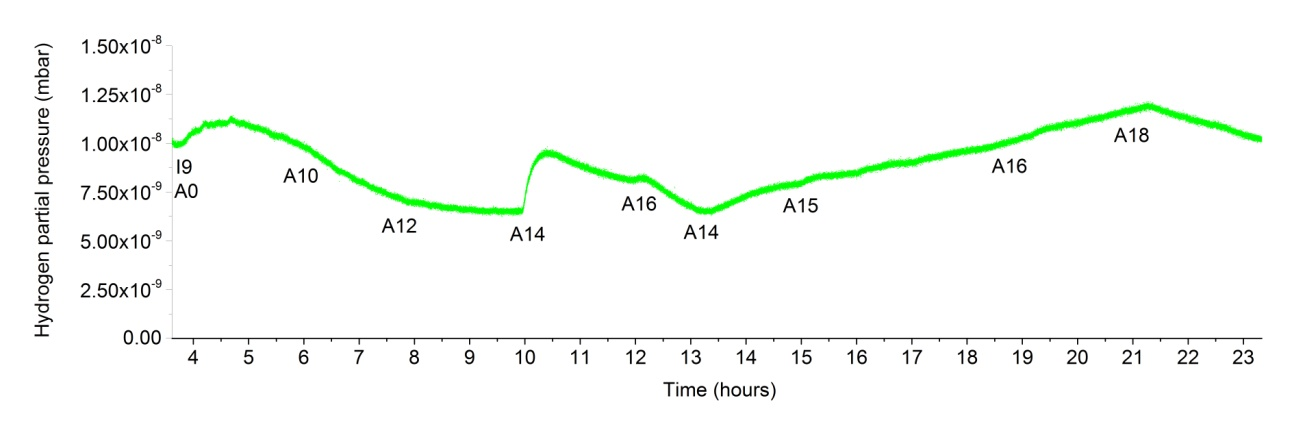 Hydrogen partial pressure (mbar)
1.50x10⁻⁸
1.25x10⁻⁸
1.00x10⁻⁸
7.50x10⁻⁹
5.00x10⁻⁹
2.50x10⁻⁹
0.00
I9
A0
A10
A12
A14
A16
A14
A15
A16
A18
4 5 6 7 8 9 10 11 12 13 14 15 16 17 18 19 20 21 22 23
Time (hours)